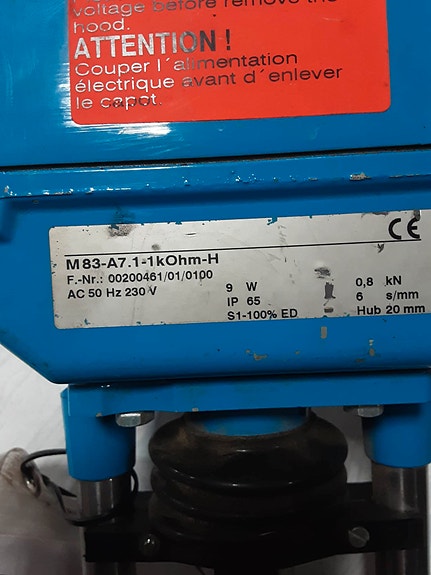 voltage before remove the
hood.
ATTENTION !
Couper l´alimentation
électrique avant d´enlever
le capot.
CE
M83-A7.1-1kOhm-H
F.-Nr.: 00200461/01/0100
AC 50 Hz 230 V
9 W
IP 65
S1-100% ED
0,8 kN
6 s/mm
Hub 20 mm